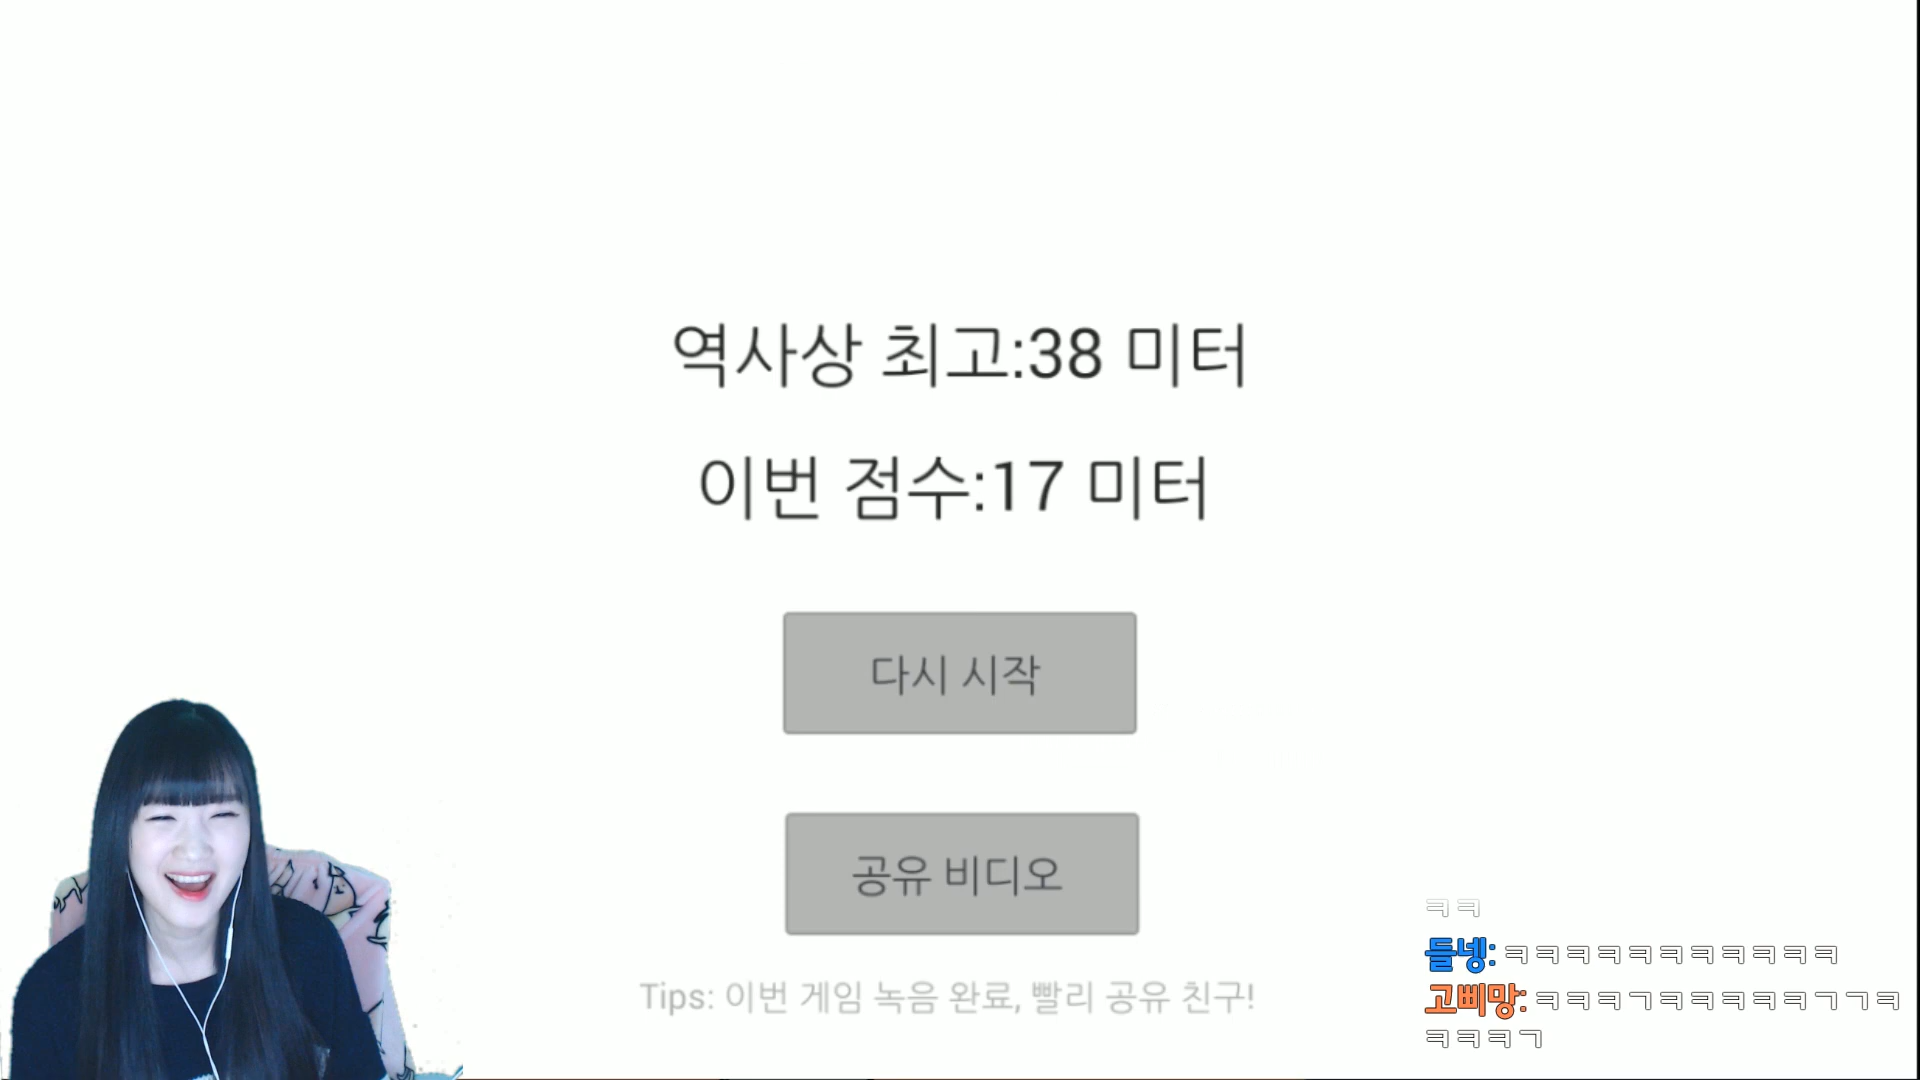 역사상 최고:38 미터
이번 점수:17 미터
다시 시작
공유 비디오
Tips: 이번 게임 녹음 완료, 빨리 공유 친구!
ㅋㅋ
들넹: ㅋㅋㅋㅋㅋㅋㅋㅋㅋㅋㅋ
고삐망: ㅋㅋㅋㄱㅋㅋㅋㅋㅋㄱㄱㅋ
ㅋㅋㅋㄱ